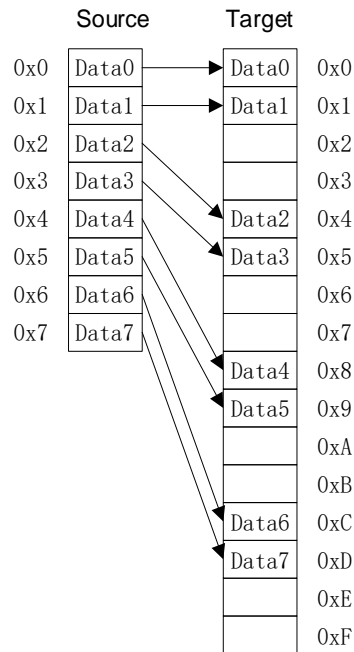 Source Target
0x0 Data0 Data0 0x0
0x1 Data1 Data1 0x1
0x2 Data2 0x2
0x3 Data3 0x3
0x4 Data4 Data2 0x4
0x5 Data5 Data3 0x5
0x6 Data6 0x6
0x7 Data7 0x7
Data4 0x8
Data5 0x9
0xA
0xB
Data6 0xC
Data7 0xD
0xE
0xF